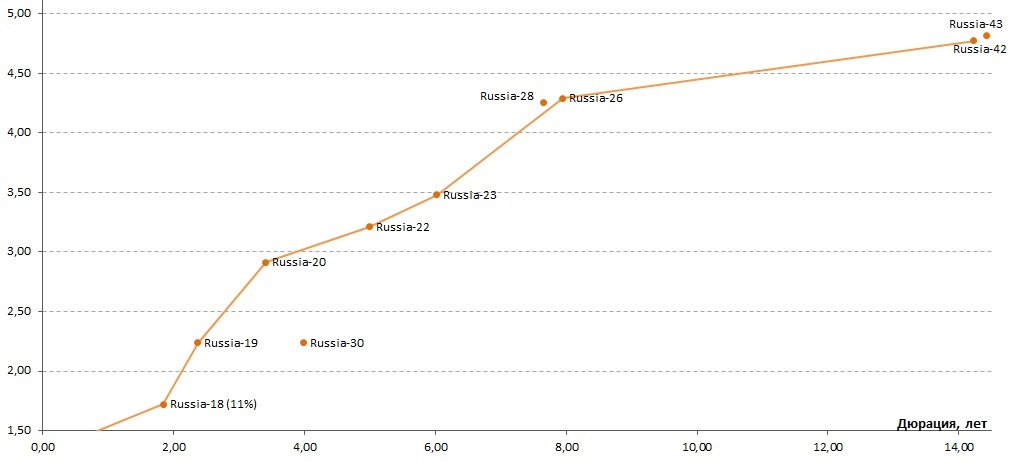 5,00
Russia-43
Russia-42
4,50
Russia-28
Russia-26
4,00
3,50
Russia-23
Russia-22
3,00
Russia-20
2,50
Russia-19
Russia-30
2,00
Russia-18 (11%)
1,50
Дюрация, лет
0,00
2,00
4,00
6,00
8,00
10,00
12,00
14,00